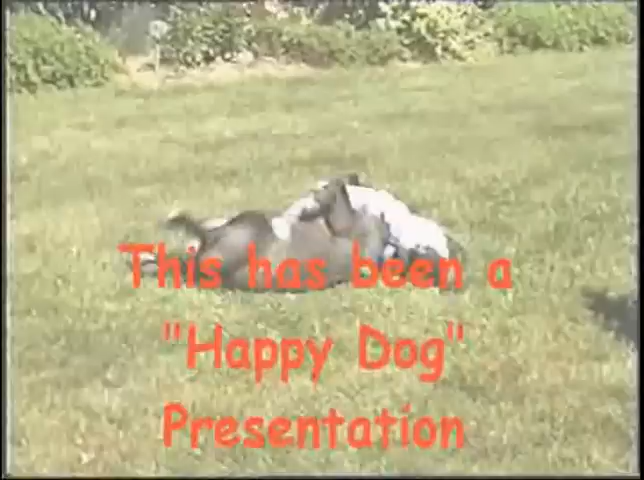 This has been a
"Happy Dog"
Presentation